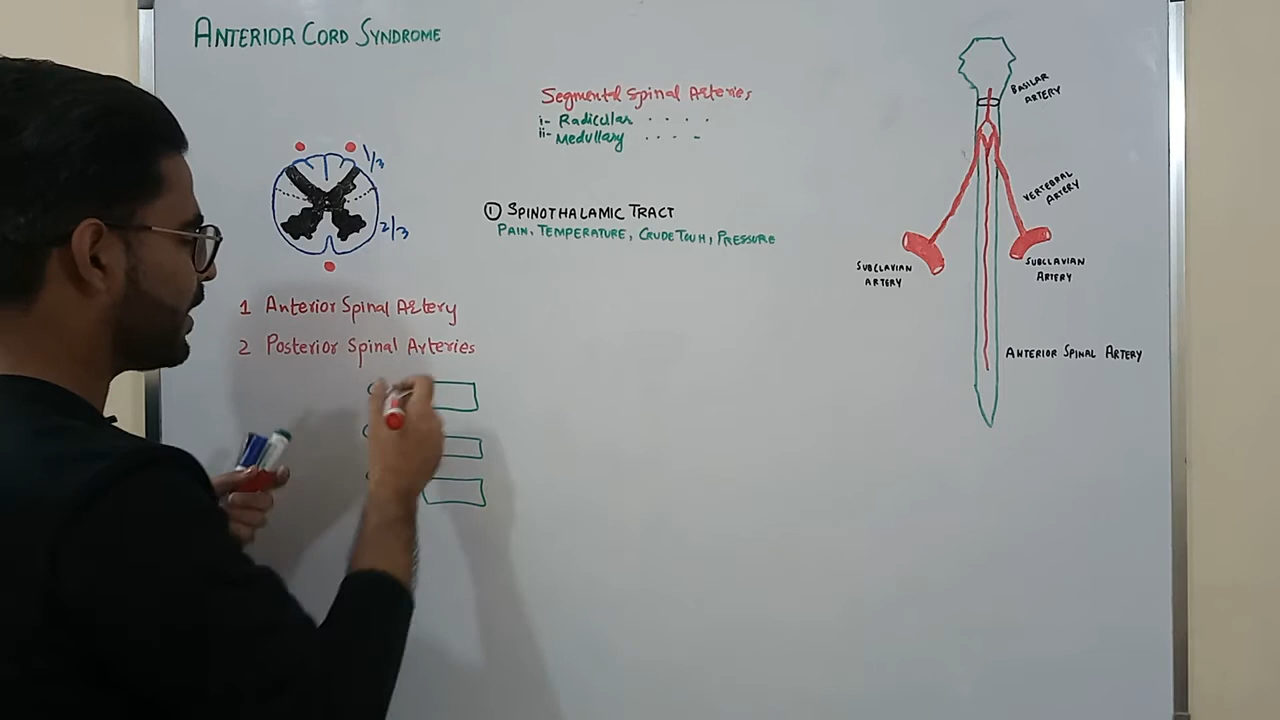 ANTERIOR CORD SYNDROME
Segmental Spinal Arteries
i- Radicular . . . .
ii- Medullary . . . -
1/3
2/3
① SPINOTHALAMIC TRACT
PAIN, TEMPERATURE, CRUDE TOUH, PRESSURE
1 Anterior Spinal Artery
2 Posterior Spinal Arteries
BASILAR
ARTERY
VERTEBRAL
ARTERY
SUBCLAVIAN
ARTERY
SUBCLAVIAN
ARTERY
ANTERIOR SPINAL ARTERY